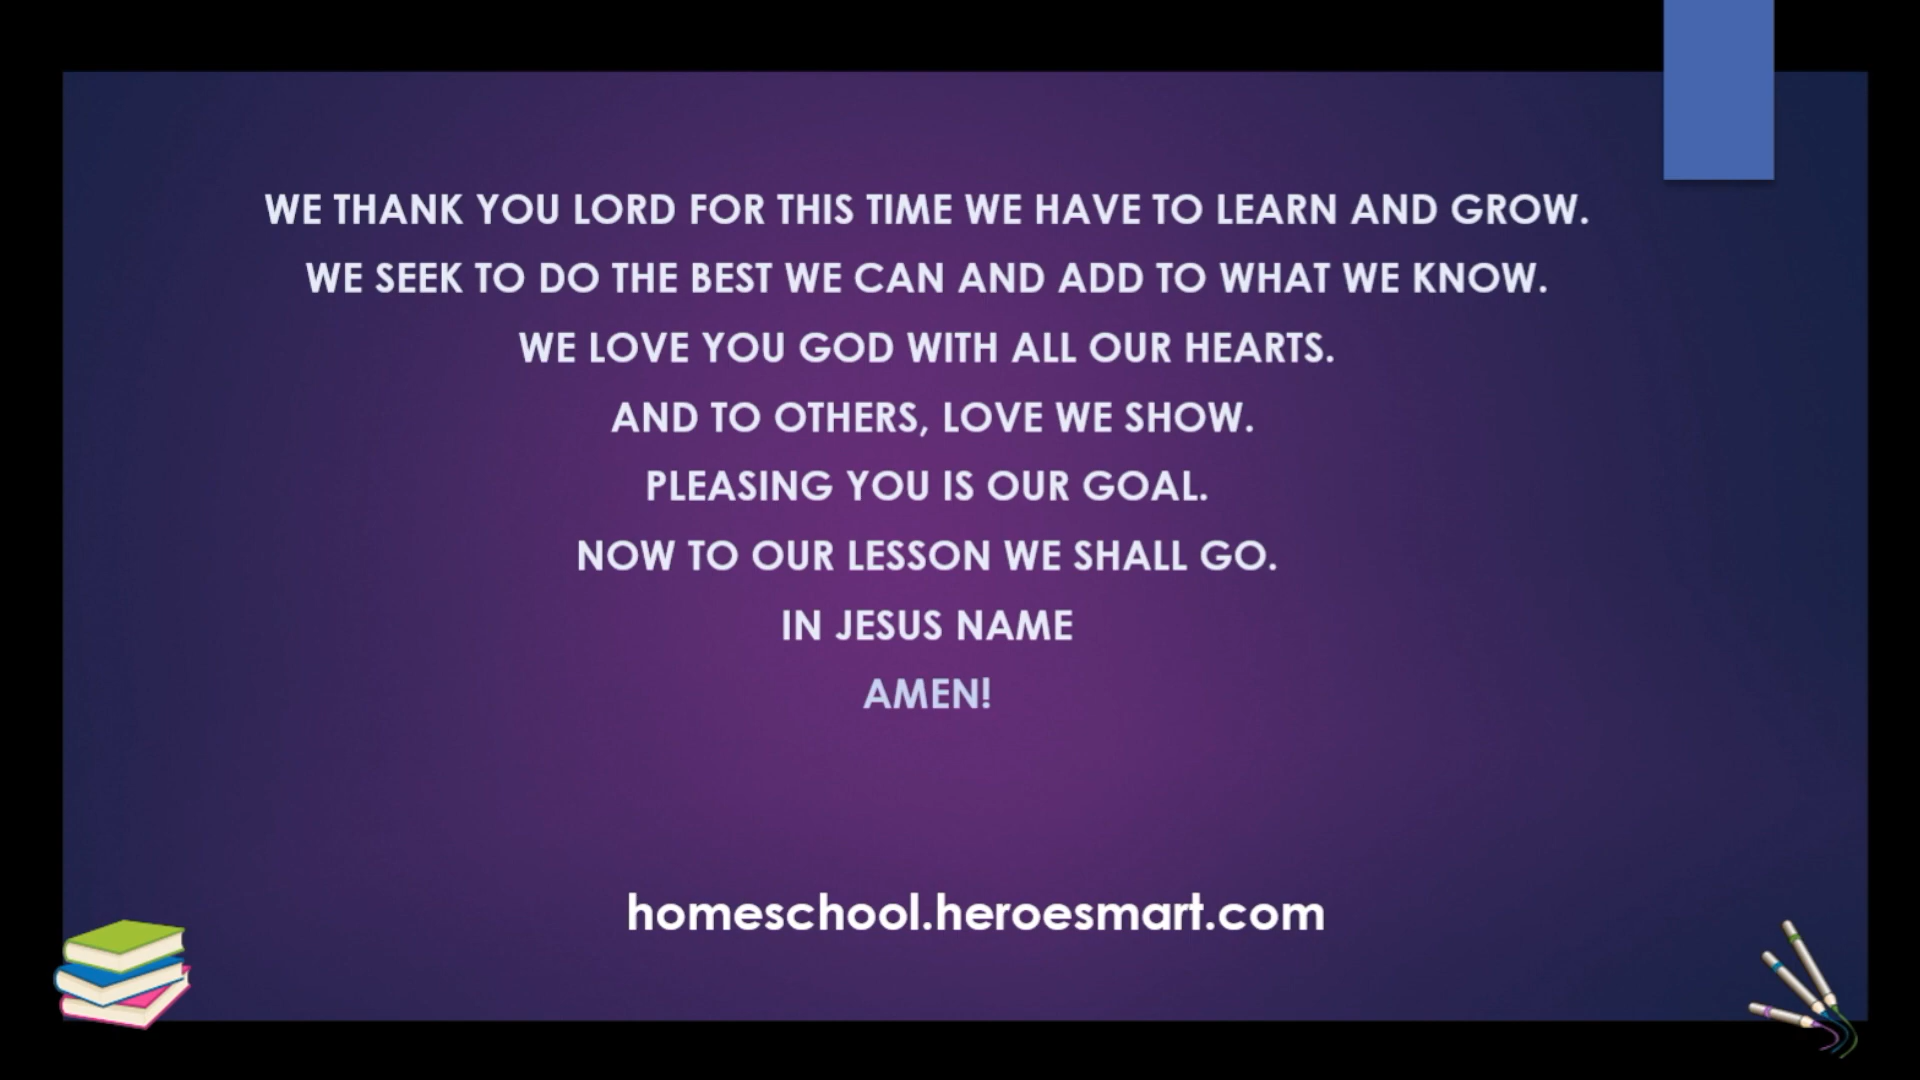 WE THANK YOU LORD FOR THIS TIME WE HAVE TO LEARN AND GROW.
WE SEEK TO DO THE BEST WE CAN AND ADD TO WHAT WE KNOW.
WE LOVE YOU GOD WITH ALL OUR HEARTS.
AND TO OTHERS, LOVE WE SHOW.
PLEASING YOU IS OUR GOAL.
NOW TO OUR LESSON WE SHALL GO.
IN JESUS NAME
AMEN!
homeschool.heroesmart.com